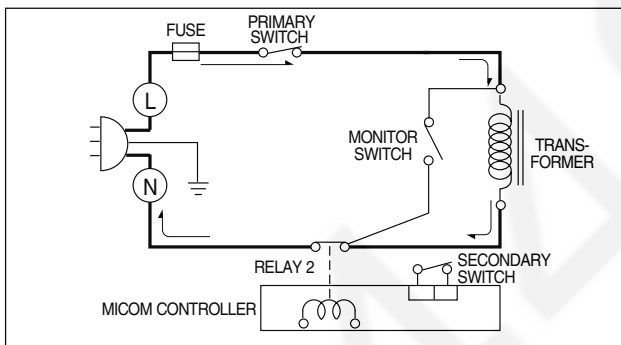 FUSE
PRIMARY
SWITCH
L
MONITOR
SWITCH
TRANS-
FORMER
N
RELAY 2
SECONDARY
SWITCH
MICOM CONTROLLER